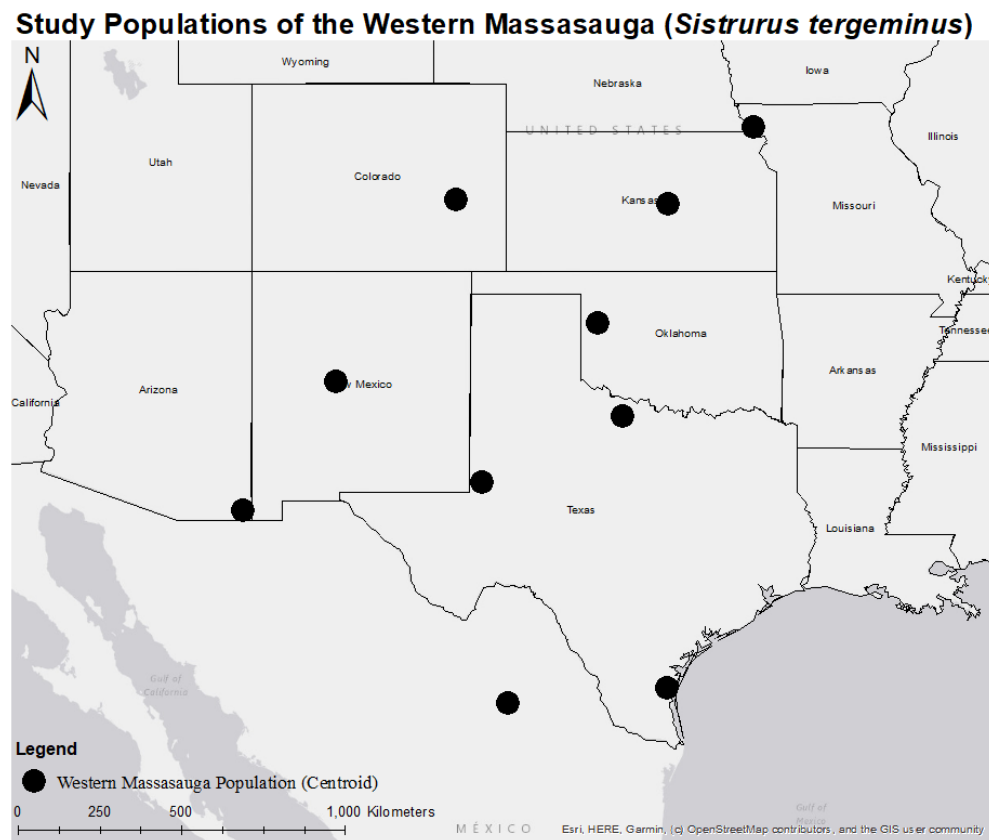 Study Populations of the Western Massasauga (Sistrurus tergeminus)
N
Wyoming
Nebraska
Iowa
UNITED STATES
Illinois
Utah
Colorado
Nevada
Kansas
Missouri
Kentucky
Oklahoma
Tennessee
Arkansas
Arizona
w Mexico
California
Mississippi
Texas
Louisiana
Gulf of
California
Legend
Western Massasauga Population (Centroid)
0 250 500 1,000 Kilometers
Gulf of
Mexico
MÉXICO
Esri, HERE, Garmin, (c) OpenStreetMap contributors, and the GIS user community